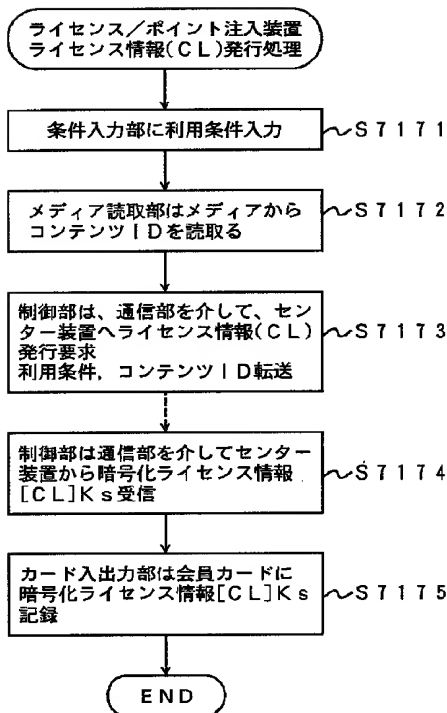 ライセンス／ポイント注入装置
ライセンス情報(CL)発行処理
条件入力部に利用条件入力
S7171
メディア読取部はメディアから
コンテンツIDを読取る
S7172
制御部は、通信部を介して、セン
ター装置へライセンス情報(CL)
発行要求
利用条件，コンテンツID転送
S7173
制御部は通信部を介してセンター
装置から暗号化ライセンス情報
[CL]Ks受信
S7174
カード入出力部は会員カードに
暗号化ライセンス情報[CL]Ks
記録
S7175
END